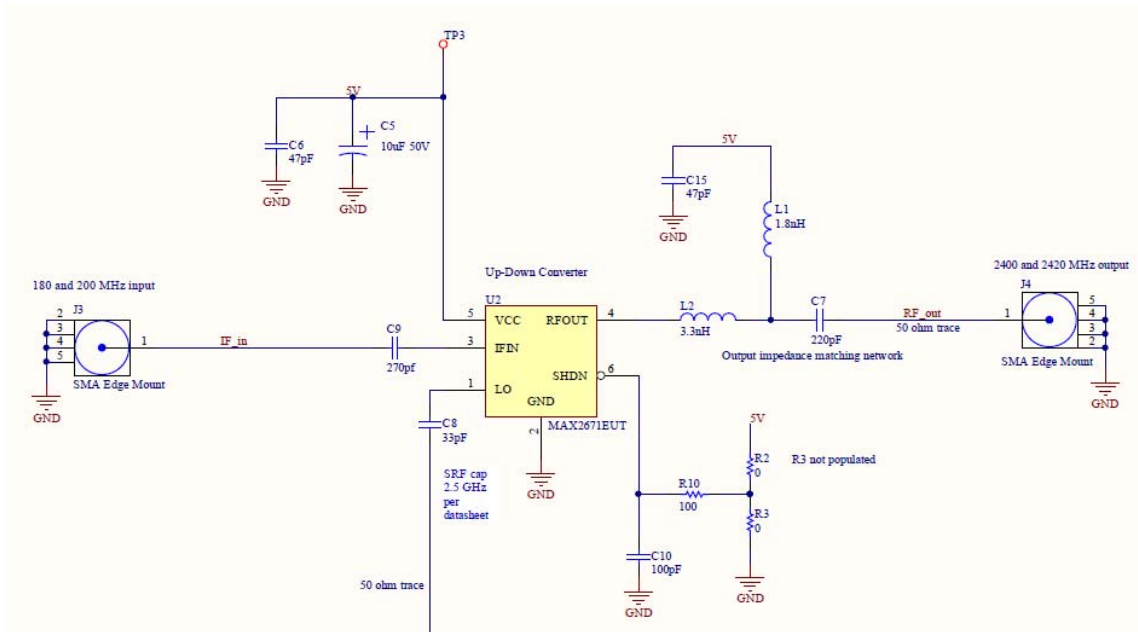 TP3
5V
C6
47pF
C5
10uF 50V
GND
GND
5V
C15
47pF
GND
L1
1.8nH
180 and 200 MHz input
J3
2
3
4
5
1
SMA Edge Mount
GND
IF_in
C9
270pf
Up-Down Converter
U2
5
VCC
RFOUT
4
3
IFIN
SHDN
6
1
LO
GND
2
MAX2671EUT
GND
C8
33pF
SRF cap
2.5 GHz
per
datasheet
50 ohm trace
L2
3.3nH
C7
220pF
Output impedance matching network
RF_out
50 ohm trace
2400 and 2420 MHz output
J4
1
5
4
3
2
SMA Edge Mount
GND
5V
R2
0
R3 not populated
R10
100
R3
0
C10
100pF
GND
GND